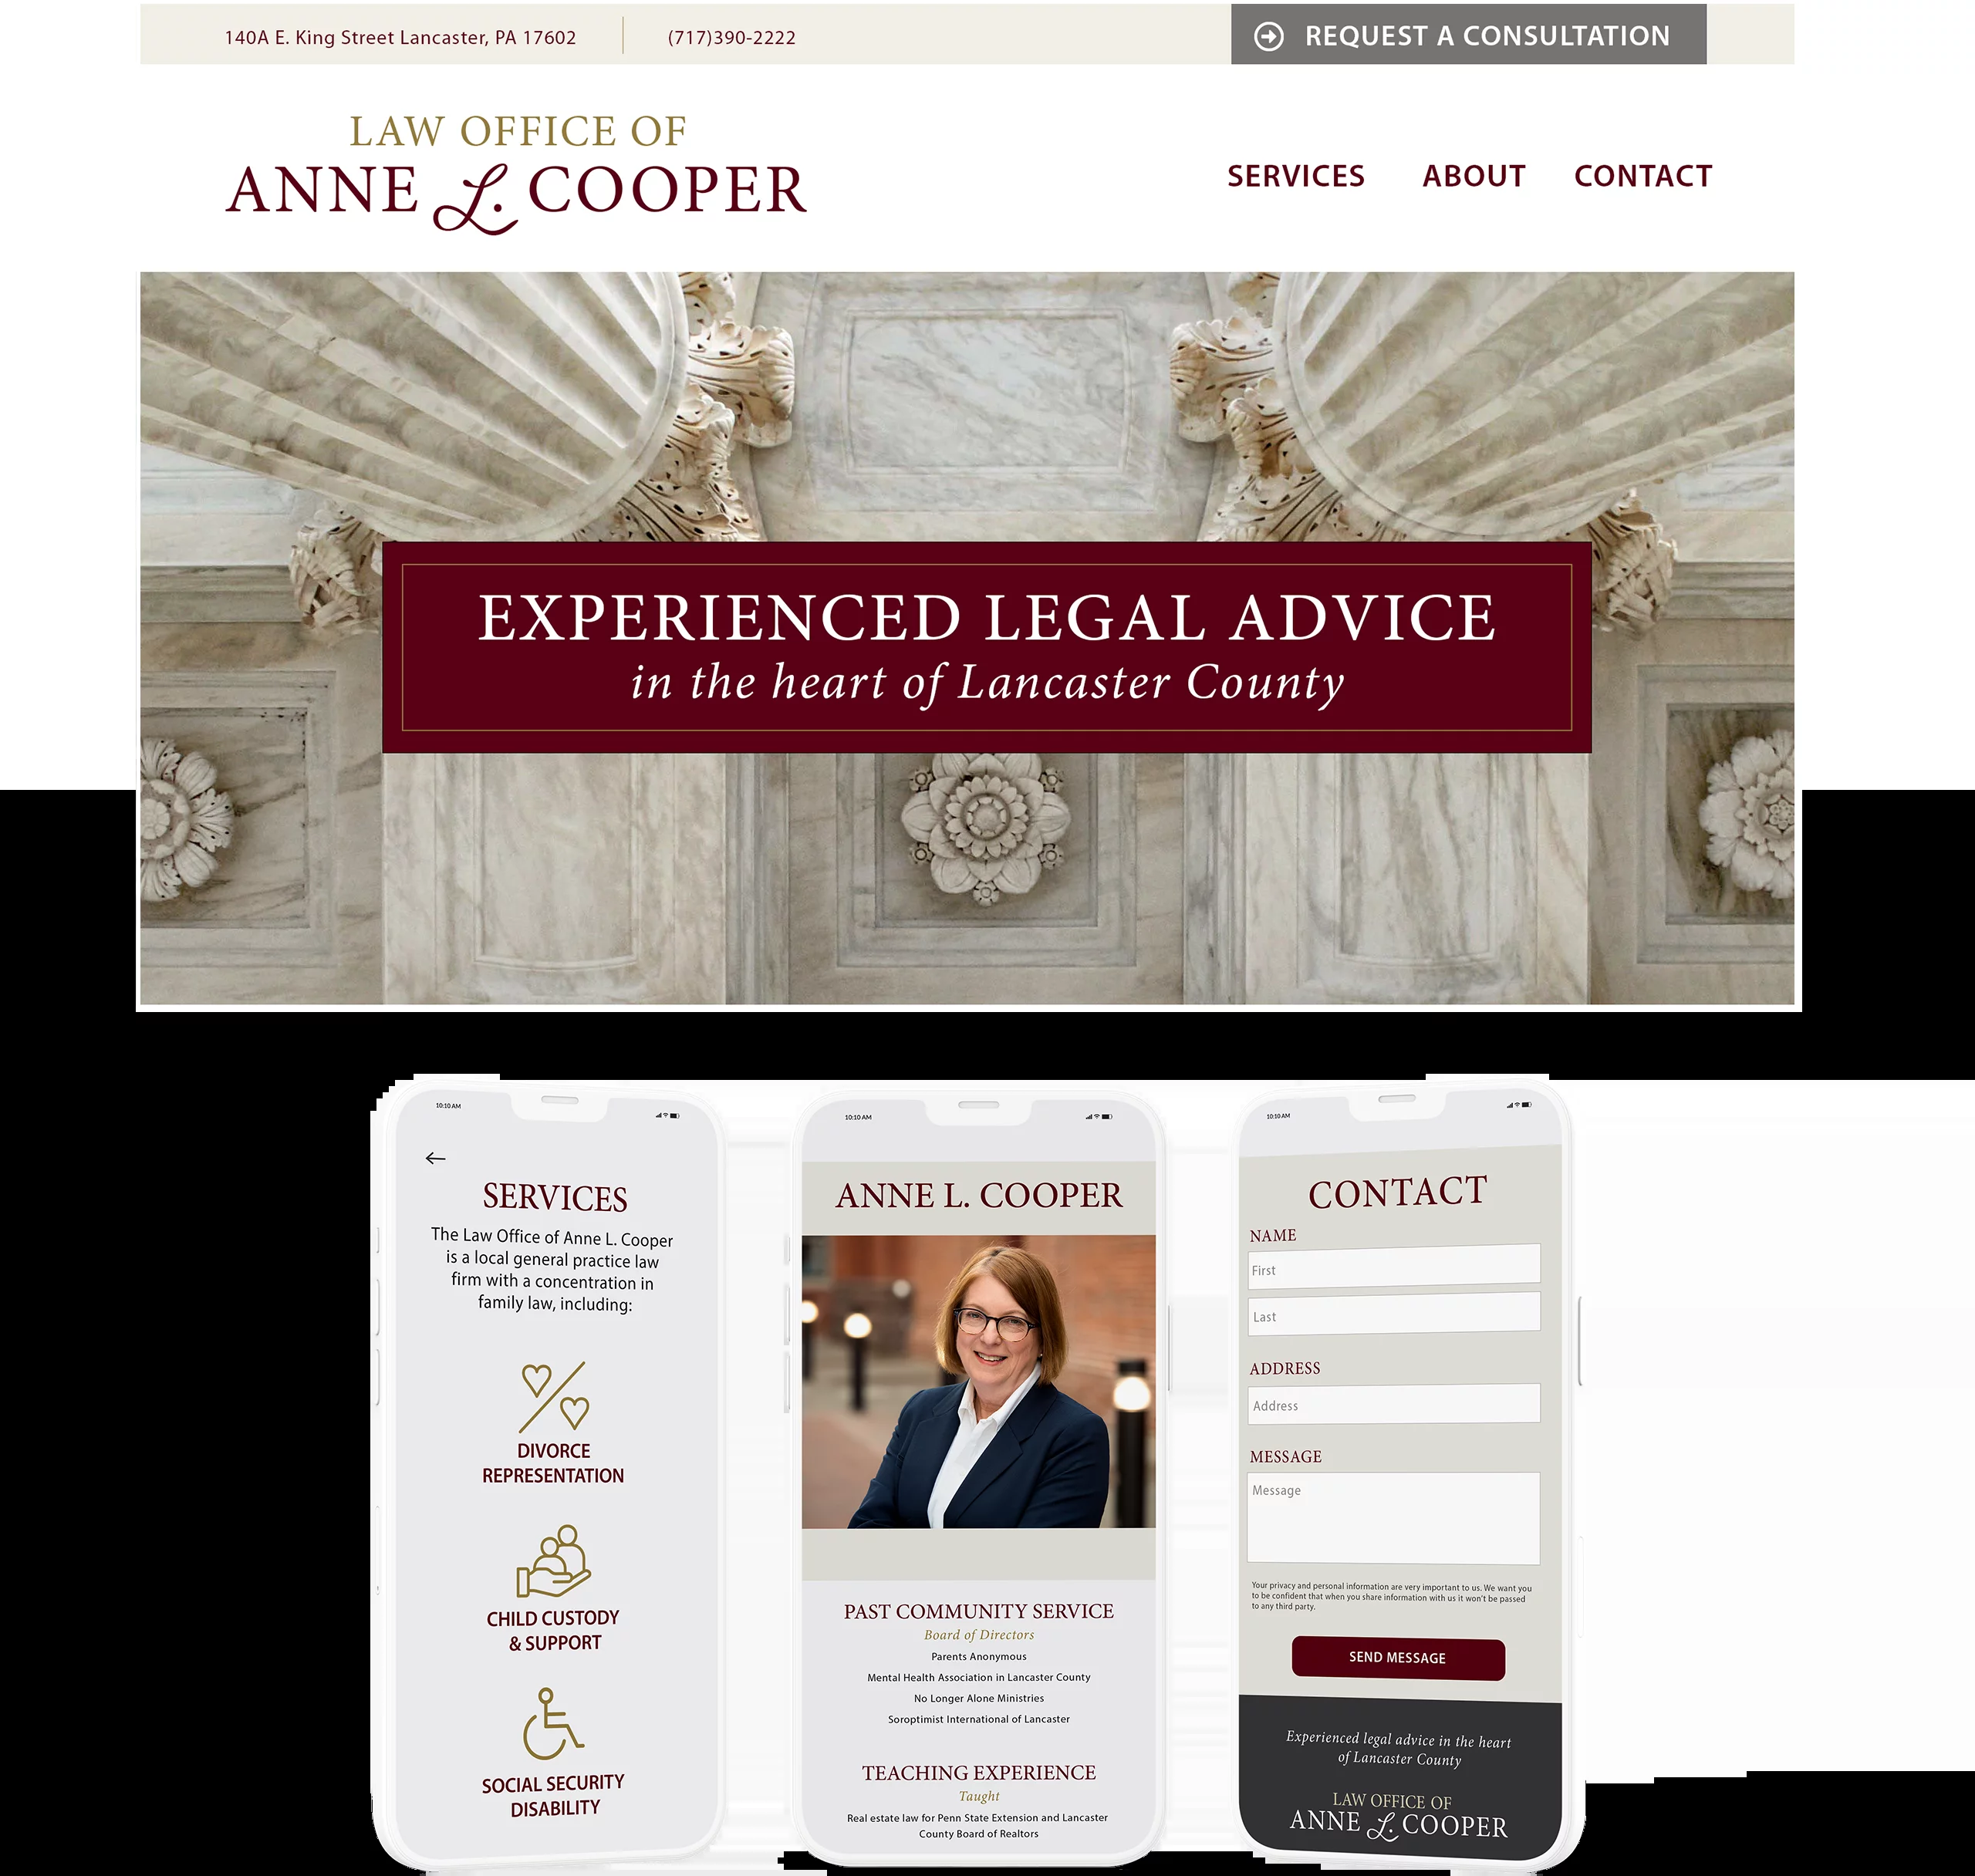 140A E. King Street Lancaster, PA 17602
(717)390-2222
REQUEST A CONSULTATION
LAW OFFICE OF
ANNE L. COOPER
SERVICES
ABOUT
CONTACT
EXPERIENCED LEGAL ADVICE
in the heart of Lancaster County
10:10 AM
SERVICES
The Law Office of Anne L. Cooper
is a local general practice law
firm with a concentration in
family law, including:
DIVORCE
REPRESENTATION
CHILD CUSTODY
& SUPPORT
SOCIAL SECURITY
DISABILITY
10:10 AM
ANNE L. COOPER
PAST COMMUNITY SERVICE
Board of Directors
Parents Anonymous
Mental Health Association in Lancaster County
No Longer Alone Ministries
Soroptimist International of Lancaster
TEACHING EXPERIENCE
Taught
Real estate law for Penn State Extension and Lancaster
County Board of Realtors
10:10 AM
CONTACT
NAME
First
Last
ADDRESS
Address
MESSAGE
Message
Your privacy and personal information are very important to us. We want you
to be confident that when you share information with us it won't be passed
to any third party.
SEND MESSAGE
Experienced legal advice in the heart
of Lancaster County
LAW OFFICE OF
ANNE L. COOPER